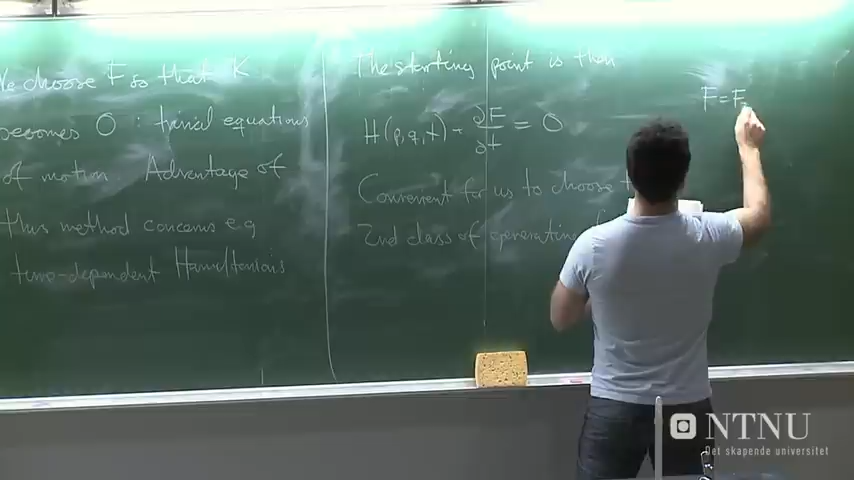 We choose F so that K
becomes 0 : trivial equations
of motion. Advantage of
this method concerns e.g
time-dependent Hamiltonians
The starting point is then
H(p,q,t) + ∂F/∂t = 0
Convenient for us to choose
2nd class of generating
F = F
NTNU
Det skapende universitet